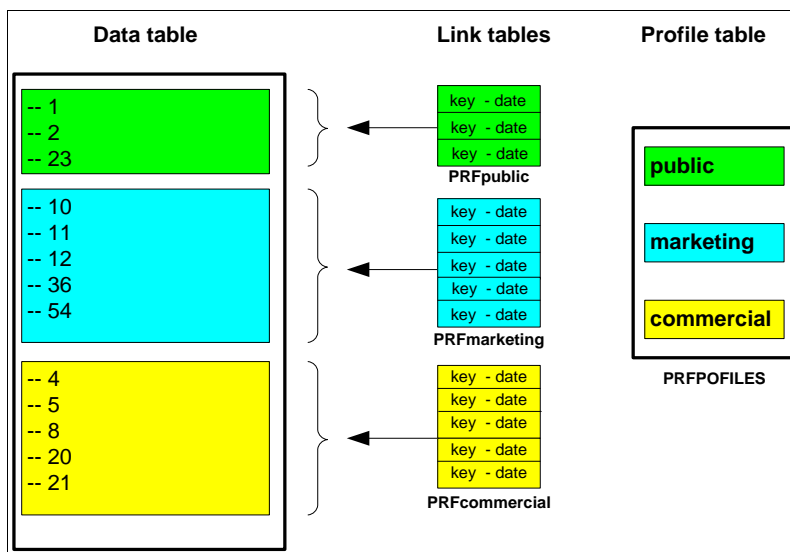 Data table
Link tables
Profile table
-- 1
-- 2
-- 23
-- 10
-- 11
-- 12
-- 36
-- 54
-- 4
-- 5
-- 8
-- 20
-- 21
key - date
key - date
key - date
PRFpublic
key - date
key - date
key - date
key - date
key - date
PRFmarketing
key - date
key - date
key - date
key - date
key - date
PRFcommercial
public
marketing
commercial
PRFPOFILES